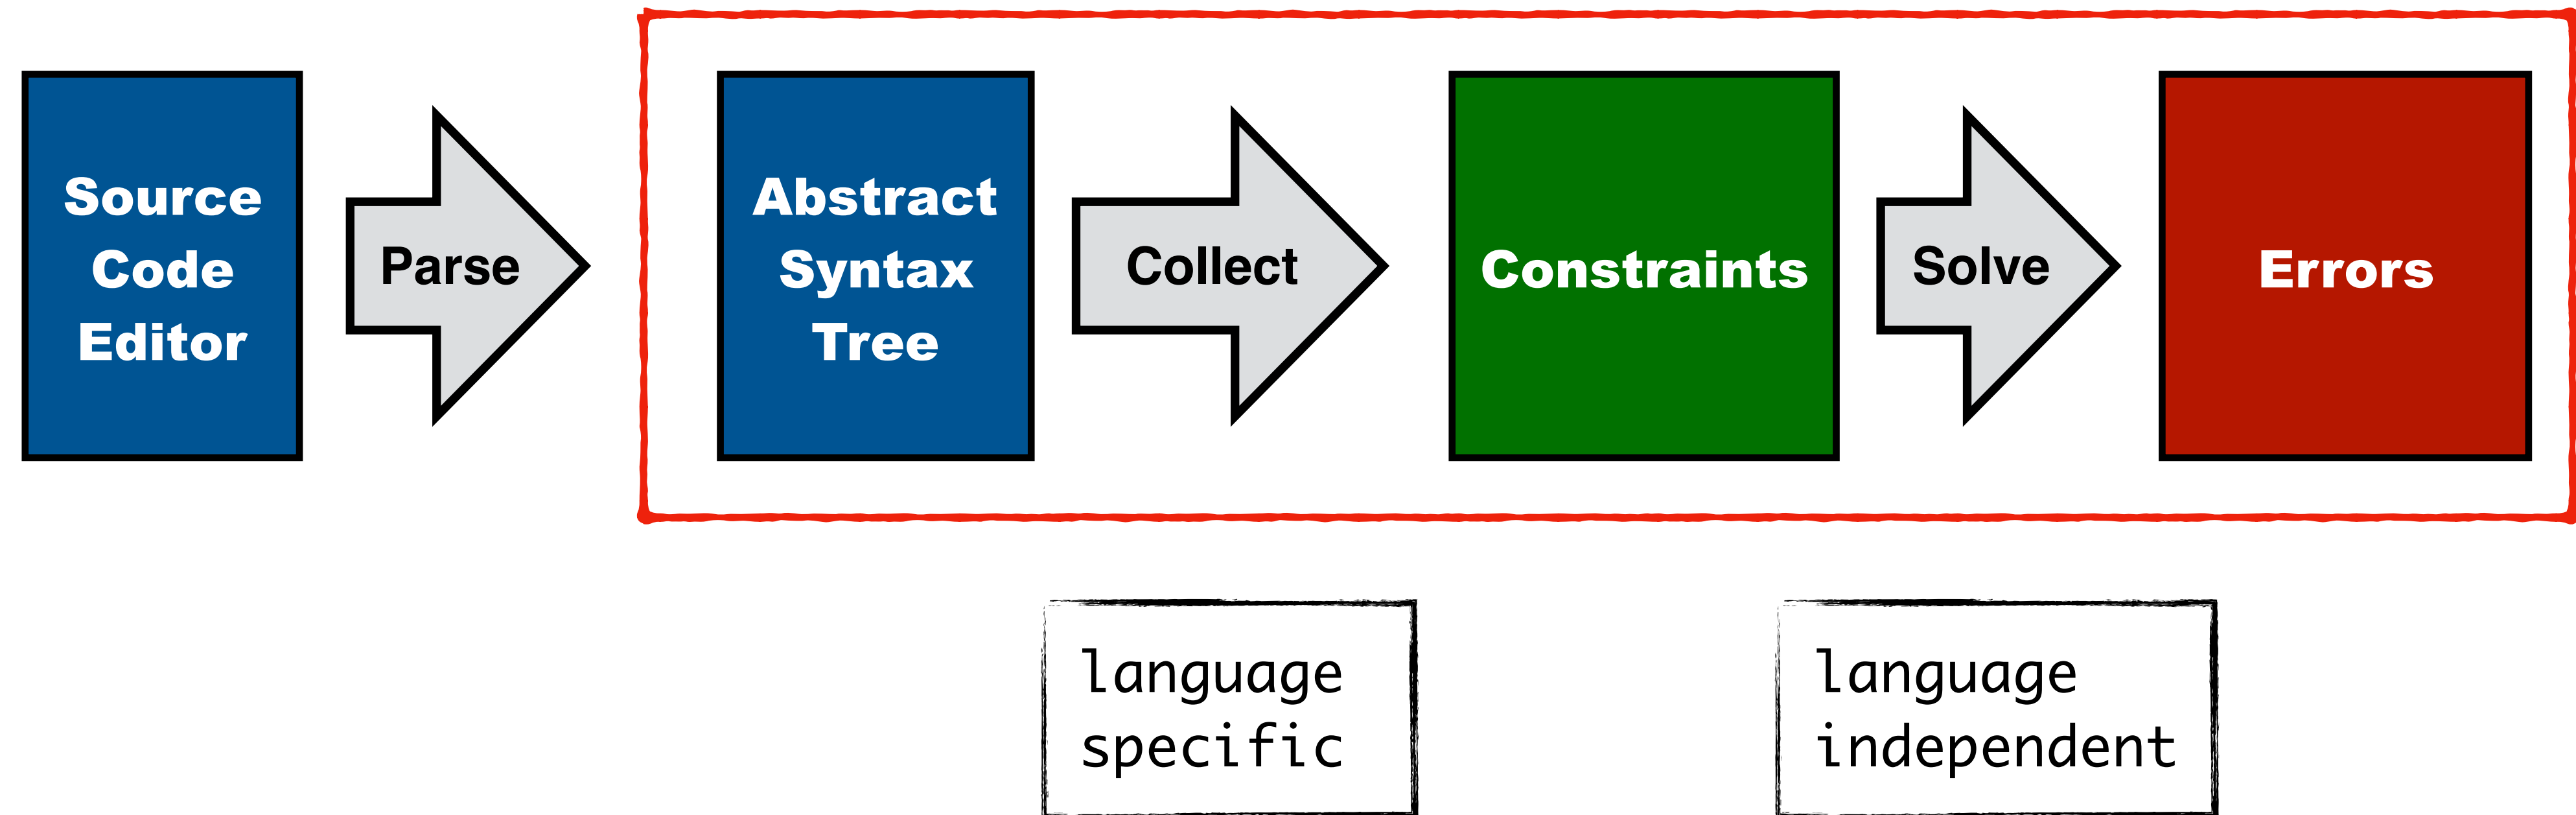 Source
Code
Editor
Parse
Abstract
Syntax
Tree
Collect
Constraints
Solve
Errors
language
specific
language
independent